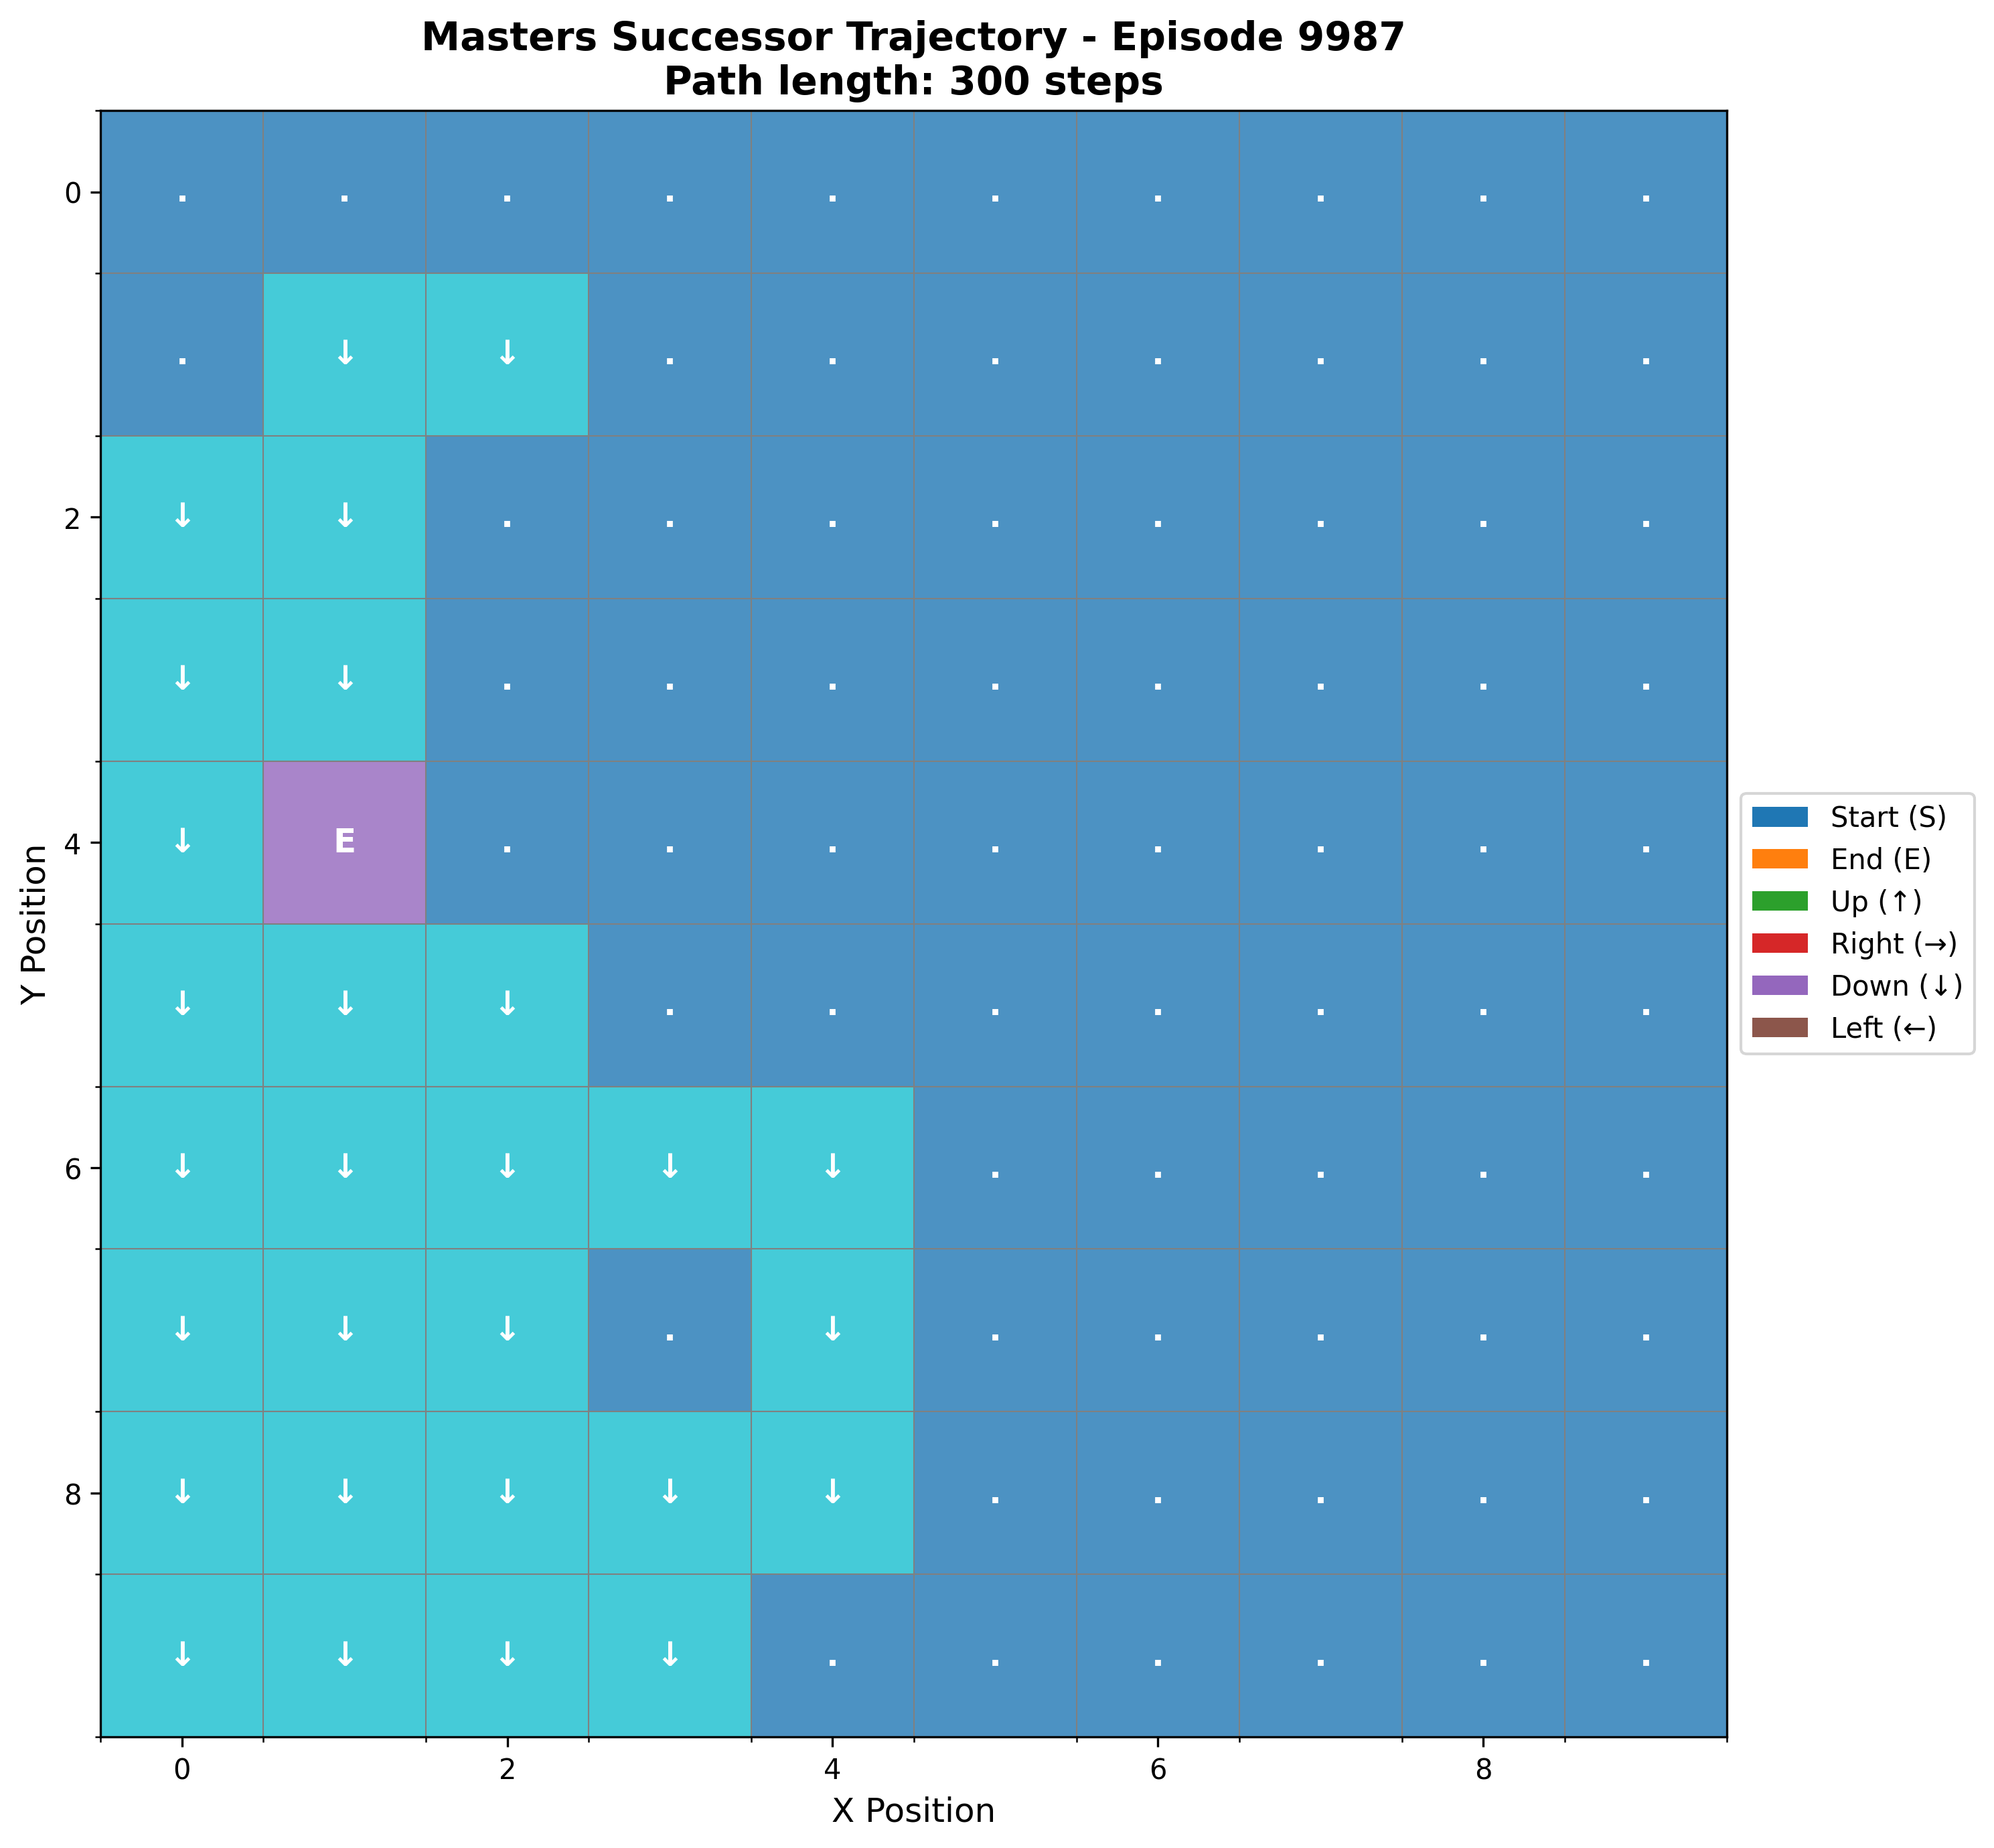 Masters Successor Trajectory - Episode 9987
Path length: 300 steps
0 . . . . . . . . . .
. ↓ ↓ . . . . . . .
2 ↓ ↓ . . . . . . . .
↓ ↓ . . . . . . . .
4 ↓ E . . . . . . . .
↓ ↓ ↓ . . . . . . .
6 ↓ ↓ ↓ ↓ ↓ . . . . .
↓ ↓ ↓ . ↓ . . . . .
8 ↓ ↓ ↓ ↓ ↓ . . . . .
↓ ↓ ↓ ↓ . . . . . .
0 2 4 6 8
X Position
Y Position
Start (S)
End (E)
Up (↑)
Right (→)
Down (↓)
Left (←)